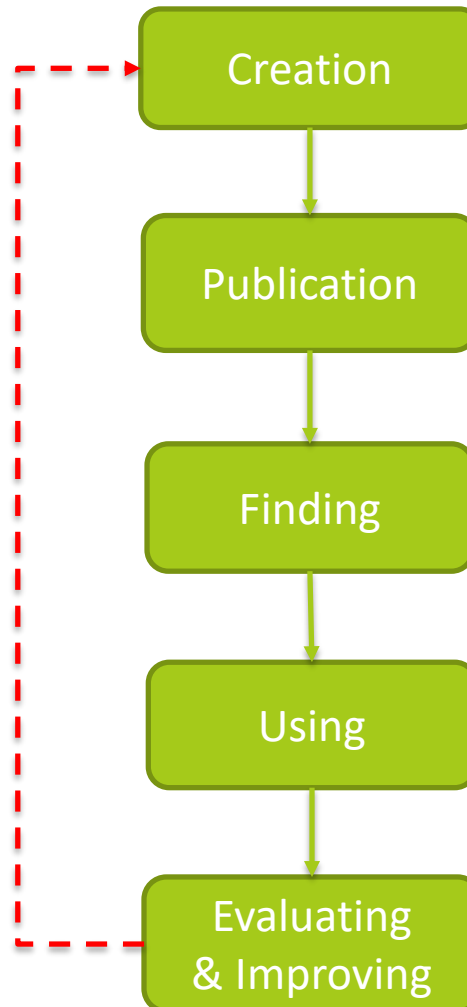 Creation
Publication
Finding
Using
Evaluating
& Improving